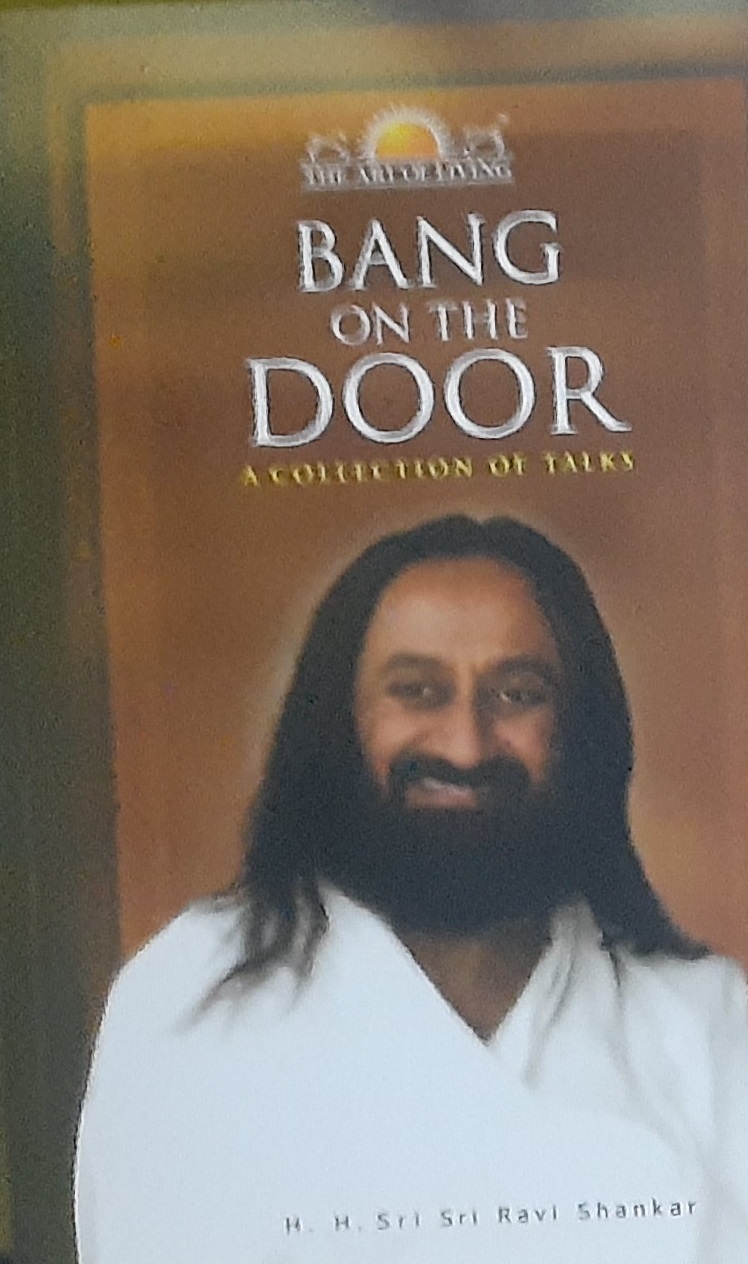 THE ART OF LIVING
BANG
ON THE
DOOR
A COLLECTION OF TALKS
H. H. Sri Sri Ravi Shankar